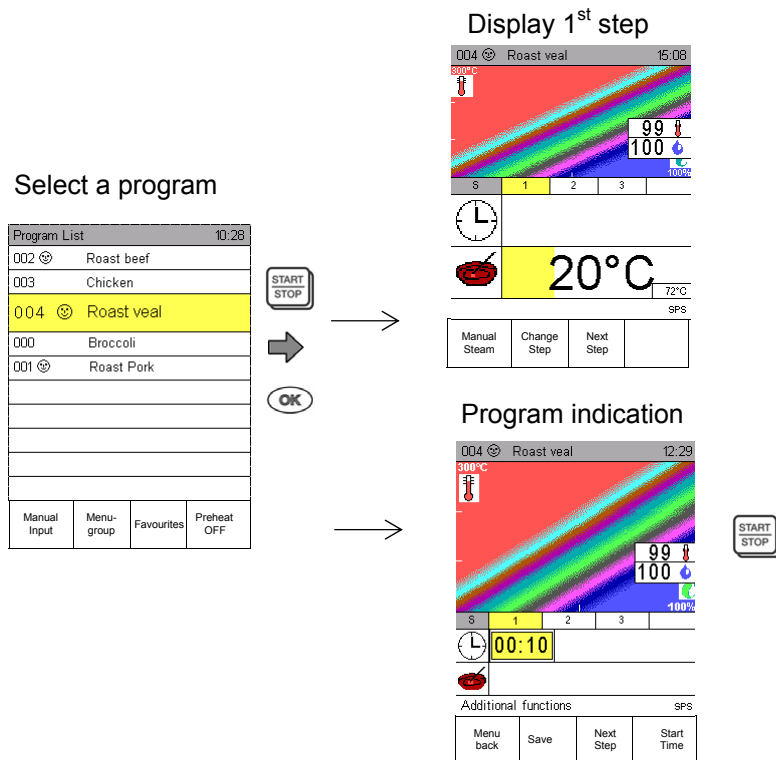 Display 1st step
004 Roast veal 15:08
300°C
99
100
100%
S 1 2 3
20°C
72°C
SPS
Manual Steam
Change Step
Next Step
Select a program
Program List 10:28
002 Roast beef
003 Chicken
004 Roast veal
000 Broccoli
001 Roast Pork
Manual Input
Menu-group
Favourites
Preheat OFF
START
STOP
OK
Program indication
004 Roast veal 12:29
300°C
99
100
100%
S 1 2 3
00:10
Additional functions SPS
Menu back
Save
Next Step
Start Time
START
STOP